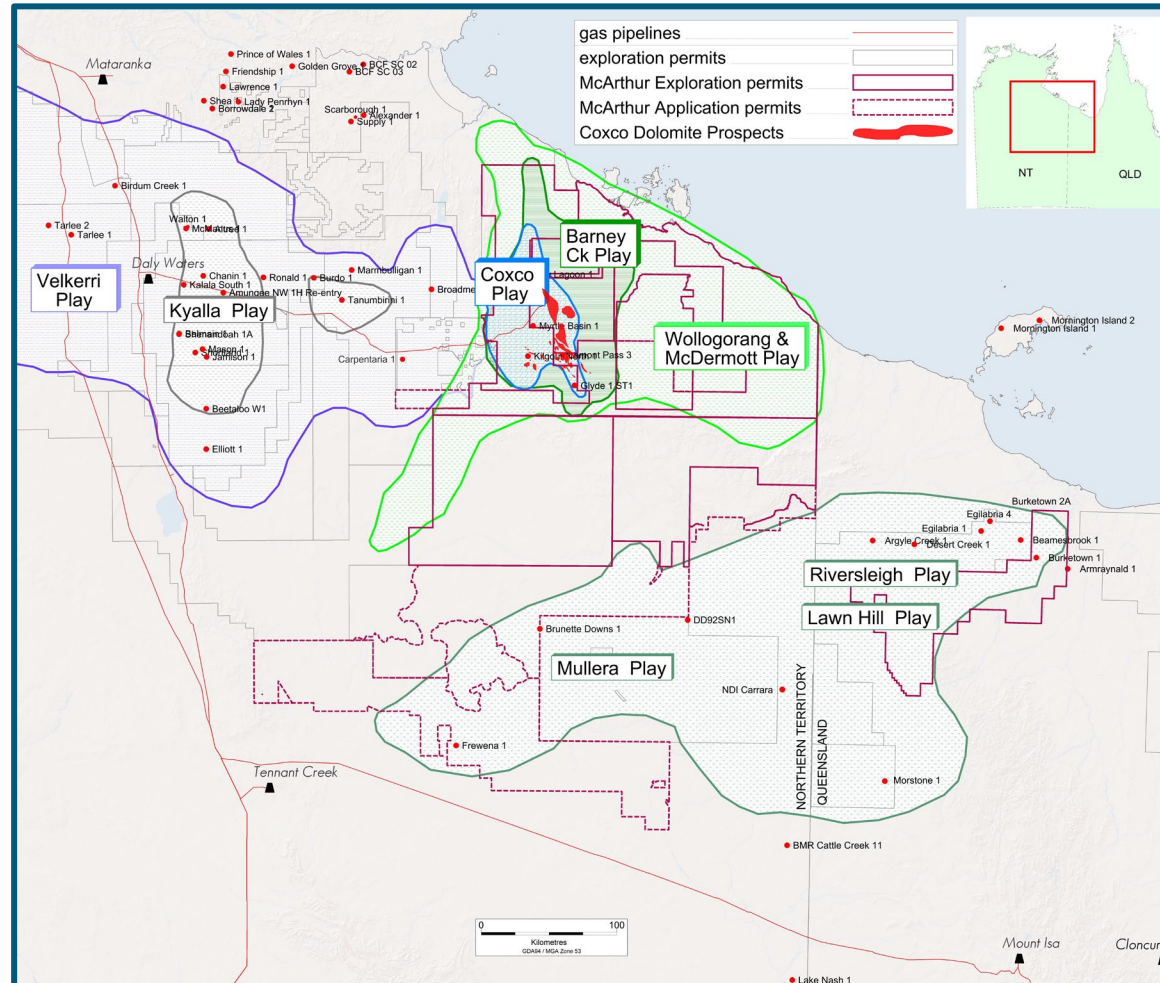 gas pipelines
exploration permits
McArthur Exploration permits
McArthur Application permits
Coxco Dolomite Prospects
NT
QLD
Mataranka
Prince of Wales 1
Golden Grove 1
BCF SC 02
BCF SC 03
Friendship 1
Lawrence 1
Lady Penrhyn 1
Scarborough 1
Alexander 1
Supply 1
Birdum Creek 1
Tarlee 2
Tarlee 1
Walton 1
Daly Waters
Velkerri
Play
Chanin 1
Kalala South 1
Amungee NW 1H Re-entry
Ronald 1
Burdo 1
Marmbulligan 1
Tanumbirini 1
Kyalla Play
Jamison 1
Carpentaria 1
Beetaloo W1
Elliott 1
Barney
Ck Play
Coxco
Play
Lagoon 1
Myrtle Basin 1
Glyde 1 ST1
Wollogorang &
McDermott Play
Mornington Island 2
Mornington Island 1
Burketown 2A
Egilabria 4
Egilabria 1
Argyle Creek 1
Desert Creek 1
Beamesbrook 1
Burketown 1
Armraynald 1
Riversleigh Play
Lawn Hill Play
DD92SN1
Brunette Downs 1
Mullera Play
NDI Carrara
NORTHERN TERRITORY
QUEENSLAND
Frewena 1
Morstone 1
Tennant Creek
BMR Cattle Creek 11
0 100
Kilometres
GDA94 / MGA Zone 53
Mount Isa
Lake Nash 1